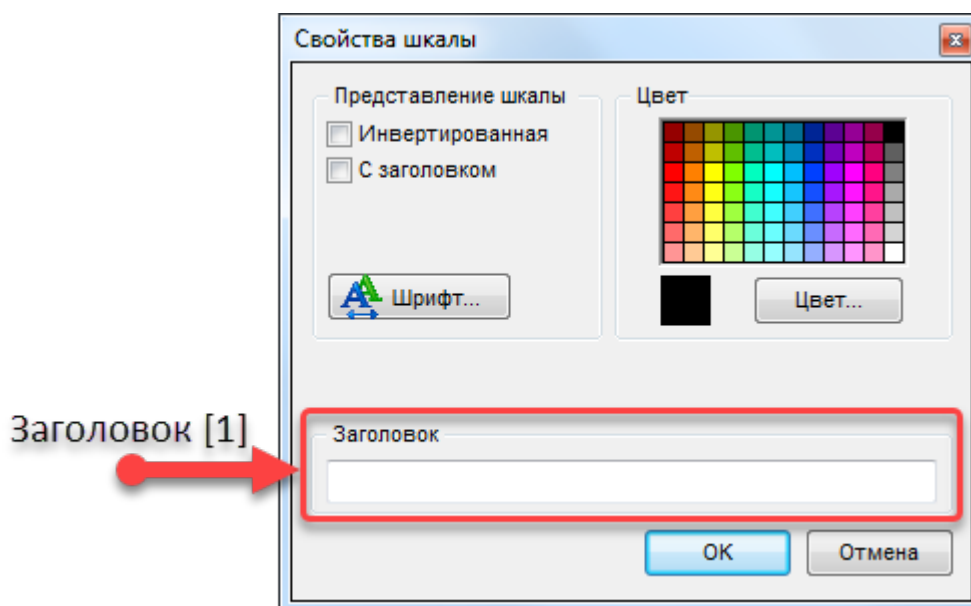 Свойства шкалы
Представление шкалы
Инвертированная
С заголовком
Шрифт...
Цвет
Цвет...
Заголовок [1]
Заголовок
OK
Отмена